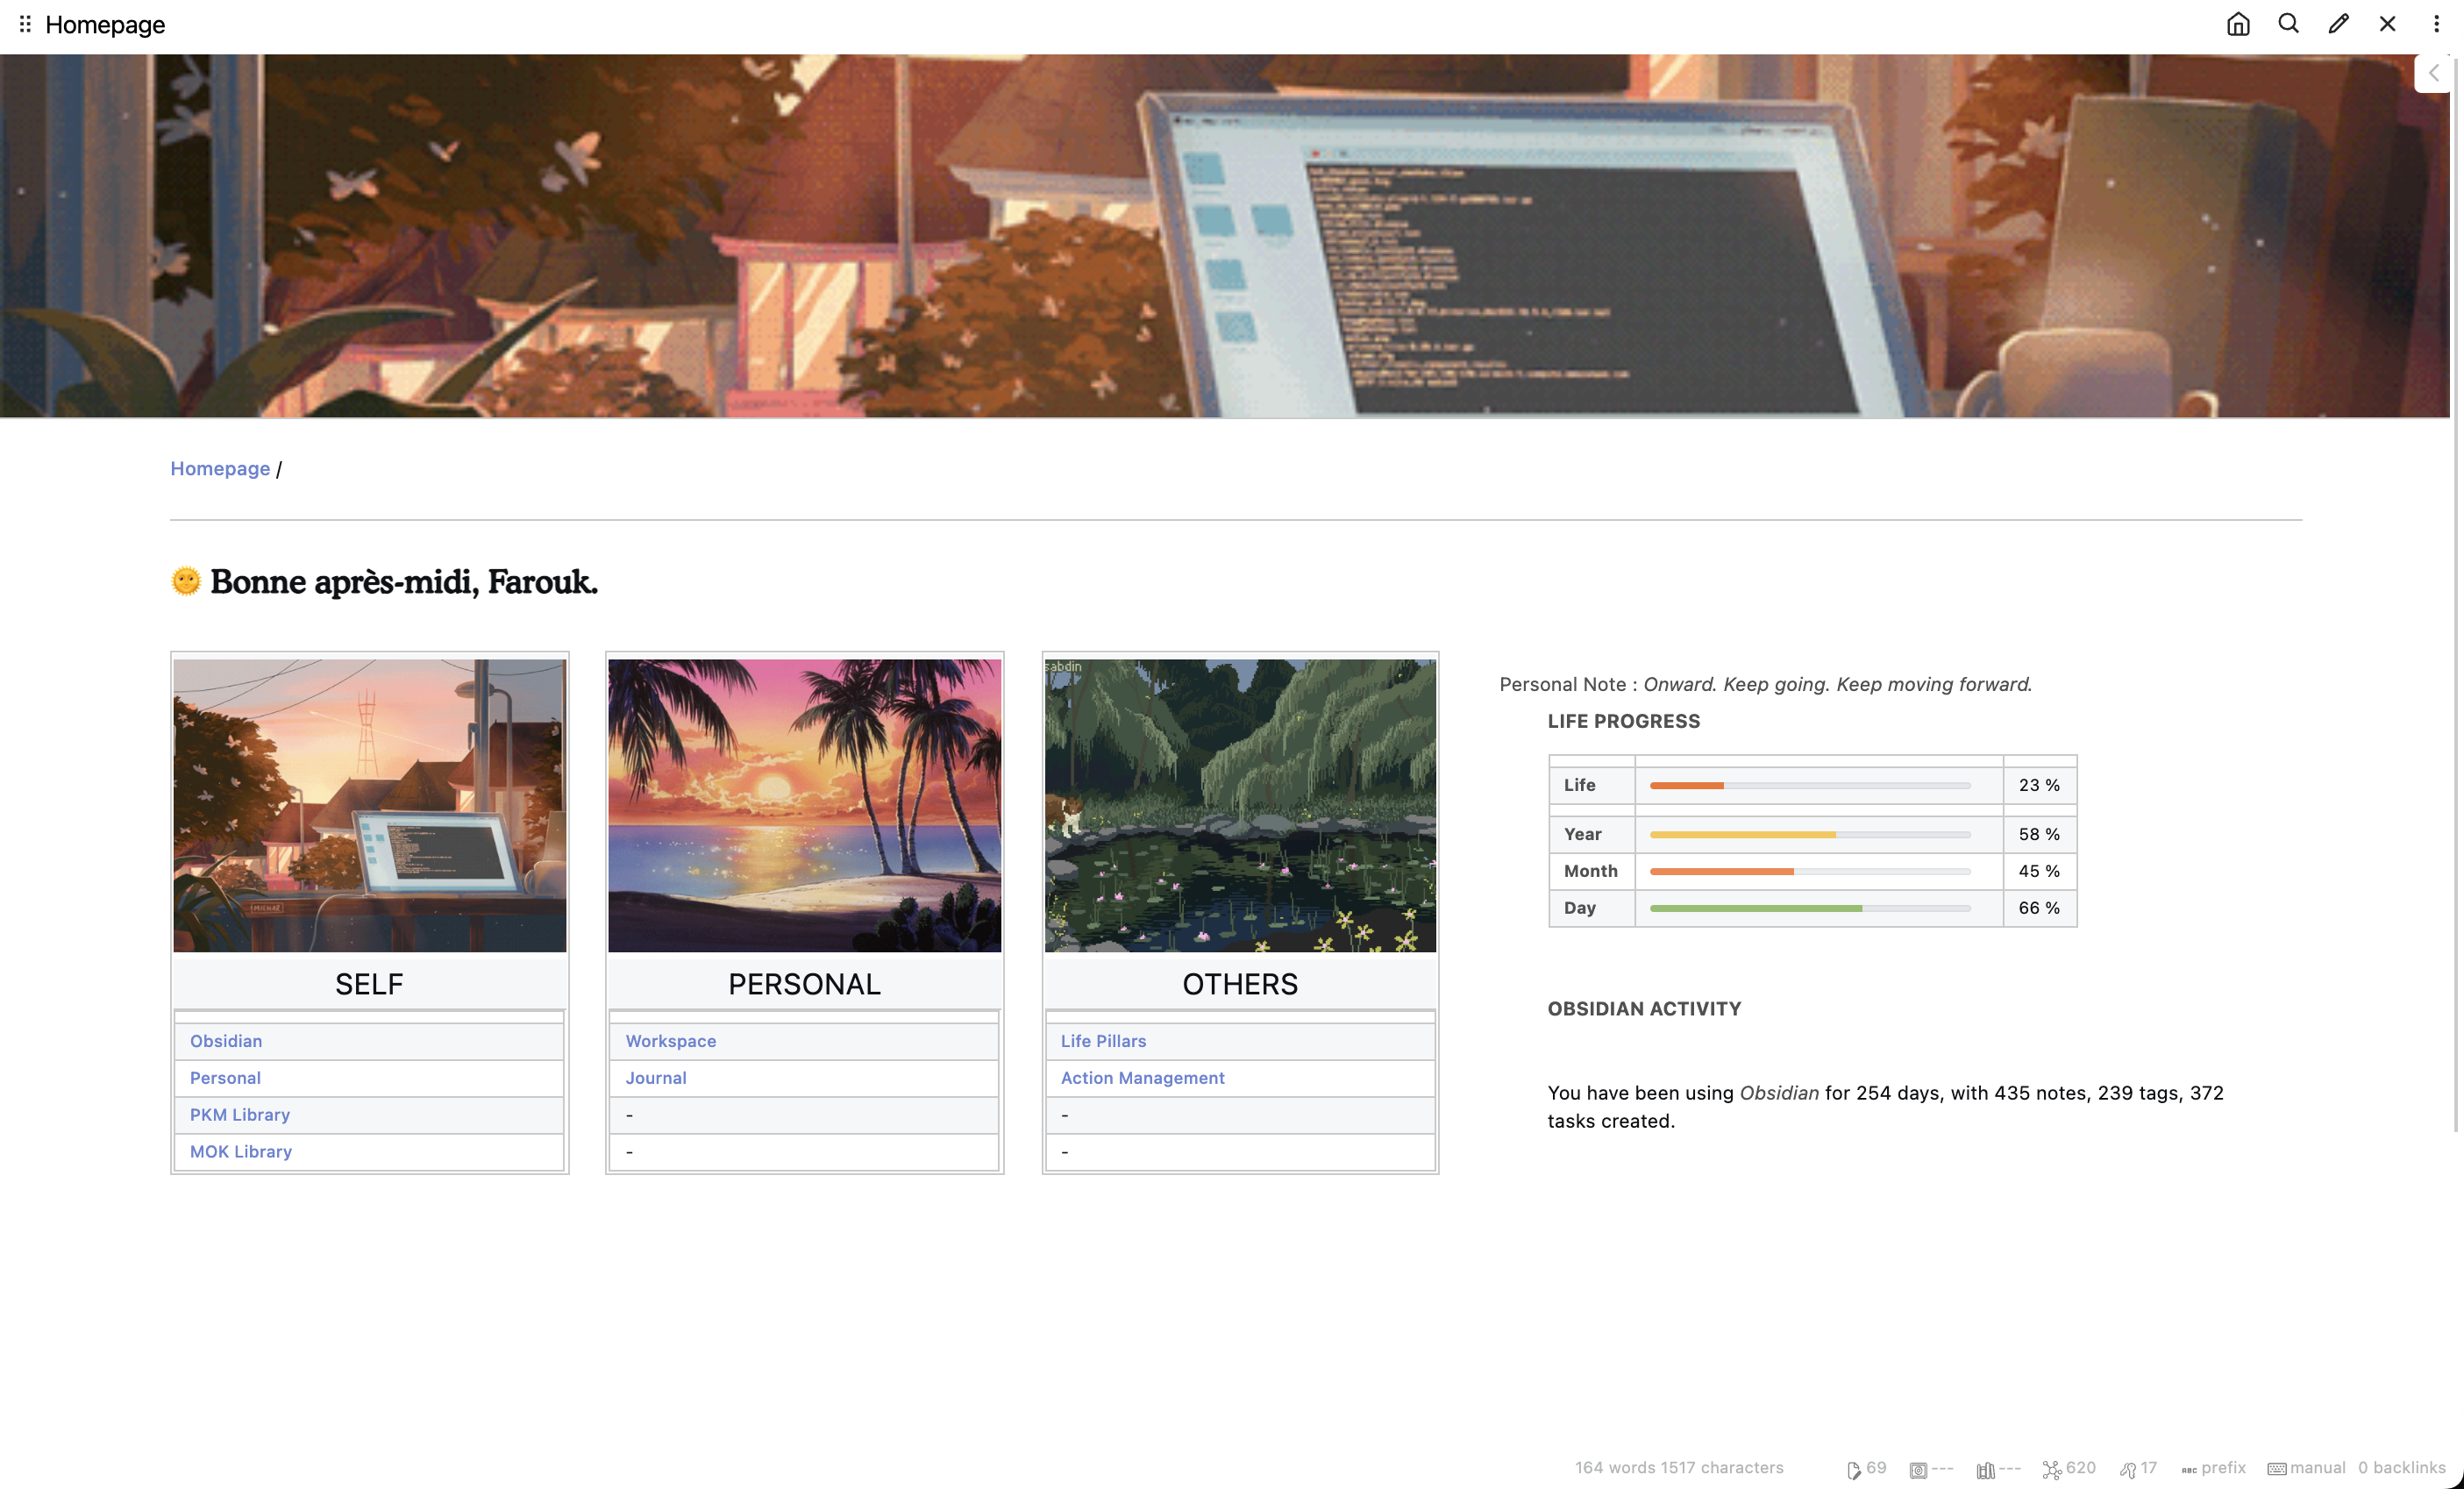 Homepage
Homepage /
🌞 Bonne après-midi, Farouk.
sabdin
SELF
Obsidian
Personal
PKM Library
MOK Library
PERSONAL
Workspace
Journal
-
-
OTHERS
Life Pillars
Action Management
-
-
Personal Note : Onward. Keep going. Keep moving forward.
LIFE PROGRESS
Life 23 %
Year 58 %
Month 45 %
Day 66 %
OBSIDIAN ACTIVITY
You have been using Obsidian for 254 days, with 435 notes, 239 tags, 372
tasks created.
164 words 1517 characters 69 --- --- 620 17 ABC prefix manual 0 backlinks